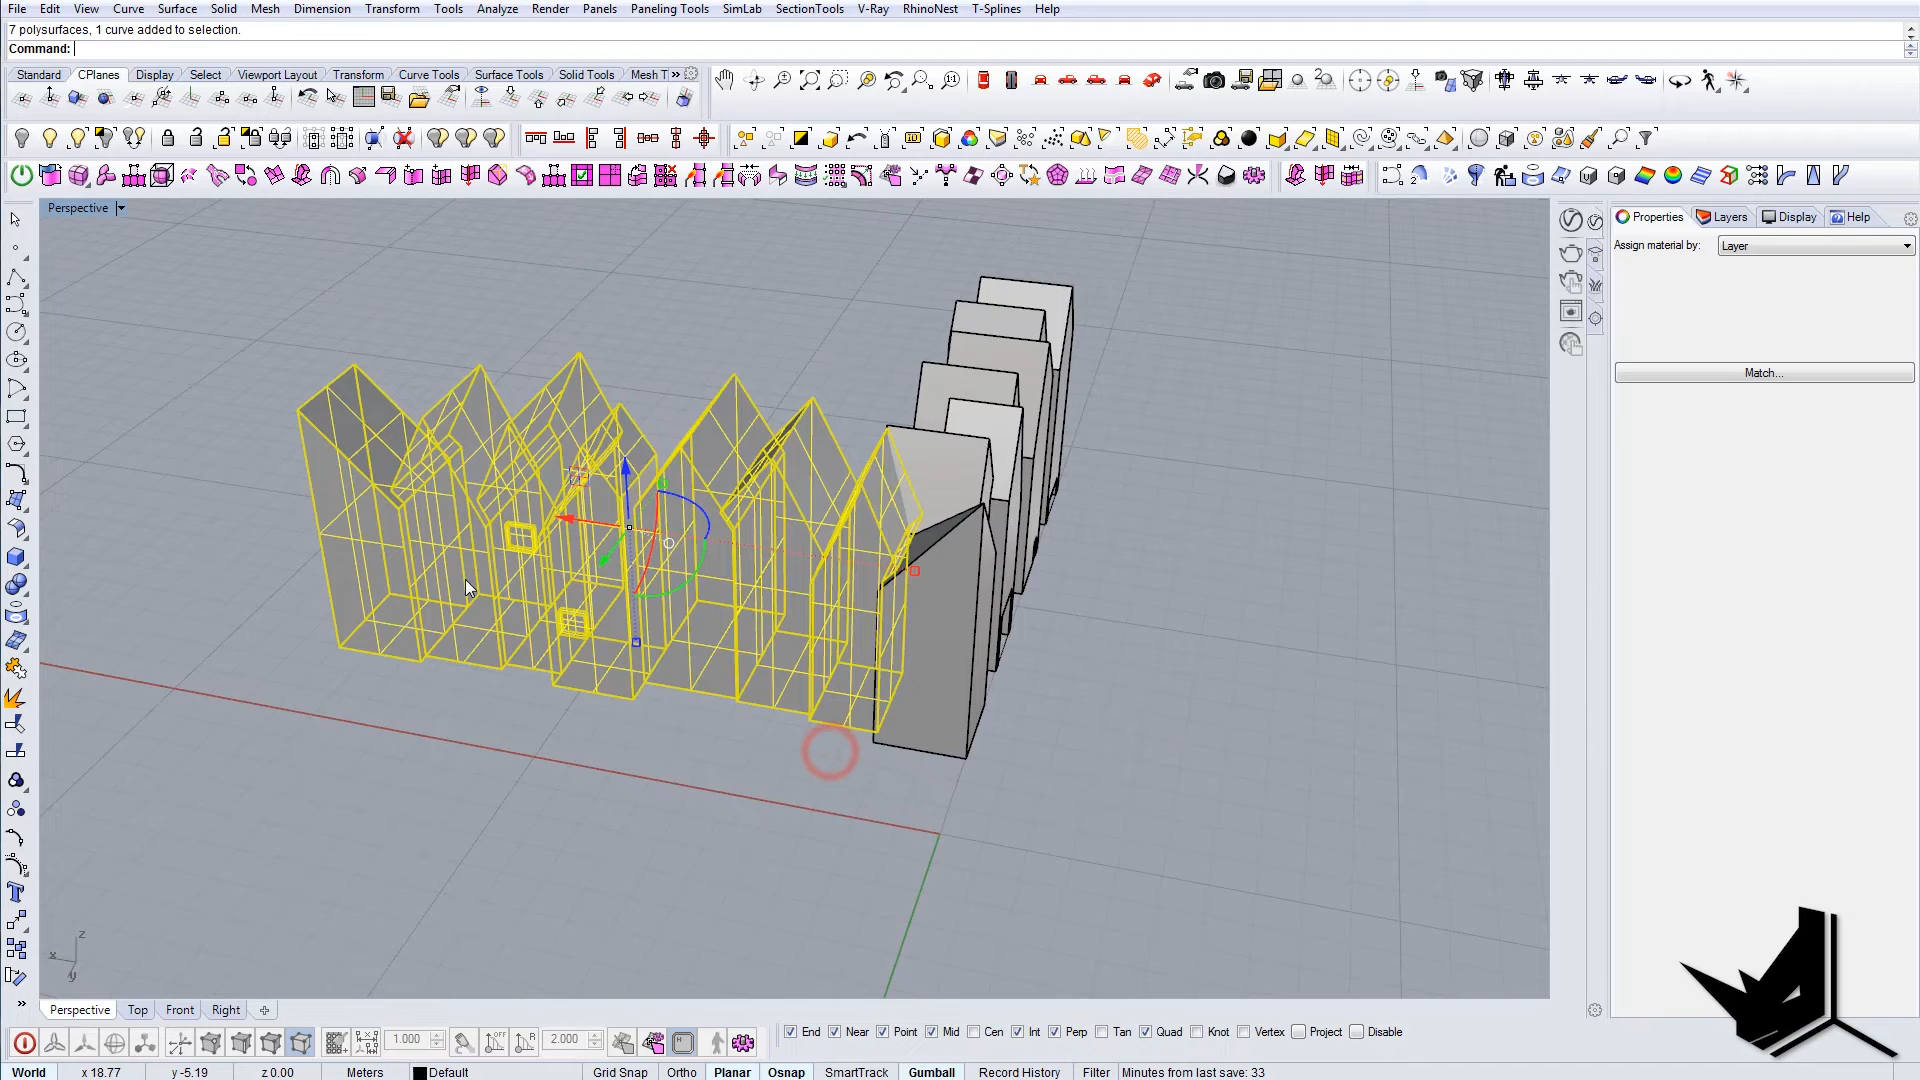 File Edit View Curve Surface Solid Mesh Dimension Transform Tools Analyze Render Panels Paneling Tools SimLab SectionTools V-Ray RhinoNest T-Splines Help
7 polysurfaces, 1 curve added to selection.
Command:
Standard CPlanes Display Select Viewport Layout Transform Curve Tools Surface Tools Solid Tools Mesh T
Perspective
Properties Layers Display Help
Assign material by: Layer
Match...
z
x
y
Perspective Top Front Right
1.000 2.000 End Near Point Mid Cen Int Perp Tan Quad Knot Vertex Project Disable
World x 18.77 y -5.19 z 0.00 Meters Default Grid Snap Ortho Planar Osnap SmartTrack Gumball Record History Filter Minutes from last save: 33